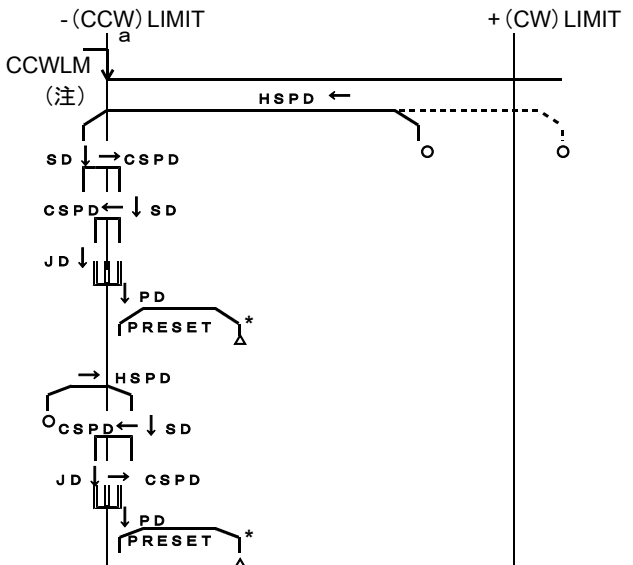 -(CCW) LIMIT +(CW) LIMIT
a
CCWLM
(注)
HSPD ←
SD ↓ → CSPD
CSPD ← ↓ SD
JD ↓
↓ PD
PRESET *
→ HSPD
CSPD ← ↓ SD
JD ↓ → CSPD
↓ PD
PRESET *